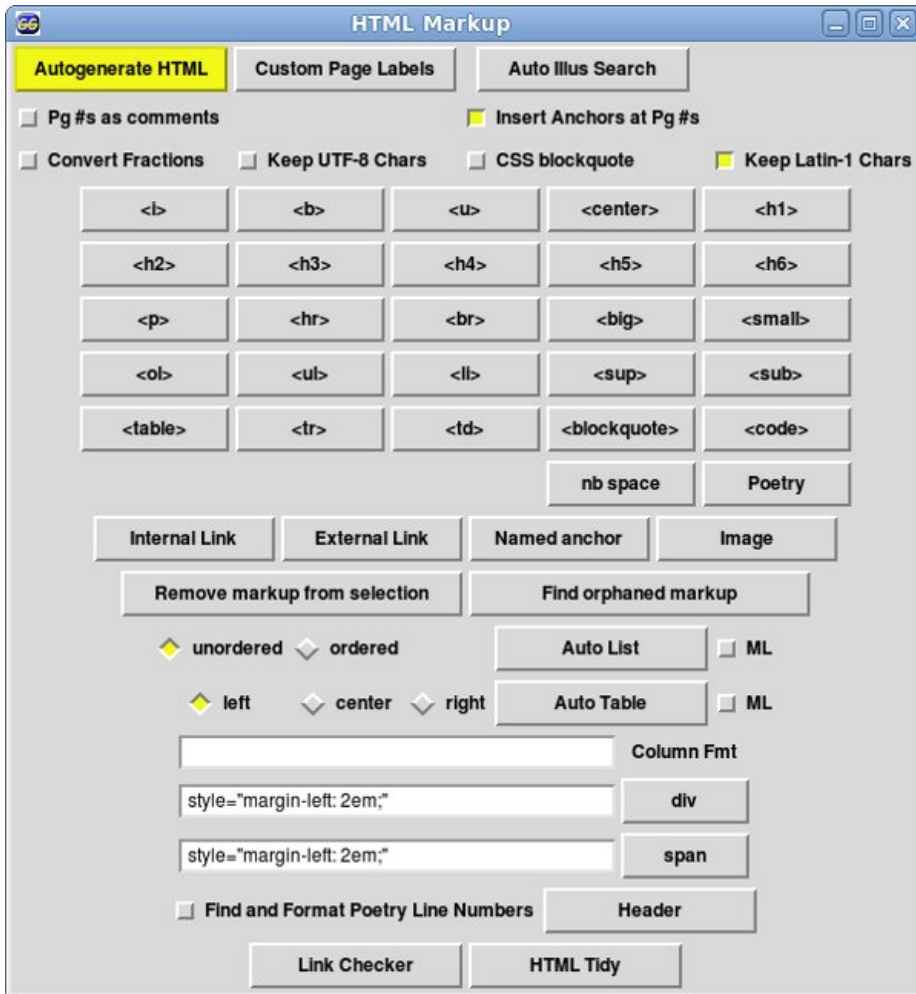 GG HTML Markup
Autogenerate HTML Custom Page Labels Auto Illus Search
Pg #s as comments Insert Anchors at Pg #s
Convert Fractions Keep UTF-8 Chars CSS blockquote Keep Latin-1 Chars
<i> <b> <u> <center> <h1>
<h2> <h3> <h4> <h5> <h6>
<p> <hr> <br> <big> <small>
<ol> <ul> <li> <sup> <sub>
<table> <tr> <td> <blockquote> <code>
nb space Poetry
Internal Link External Link Named anchor Image
Remove markup from selection Find orphaned markup
unordered ordered Auto List ML
left center right Auto Table ML
Column Fmt
style="margin-left: 2em;" div
style="margin-left: 2em;" span
Find and Format Poetry Line Numbers Header
Link Checker HTML Tidy